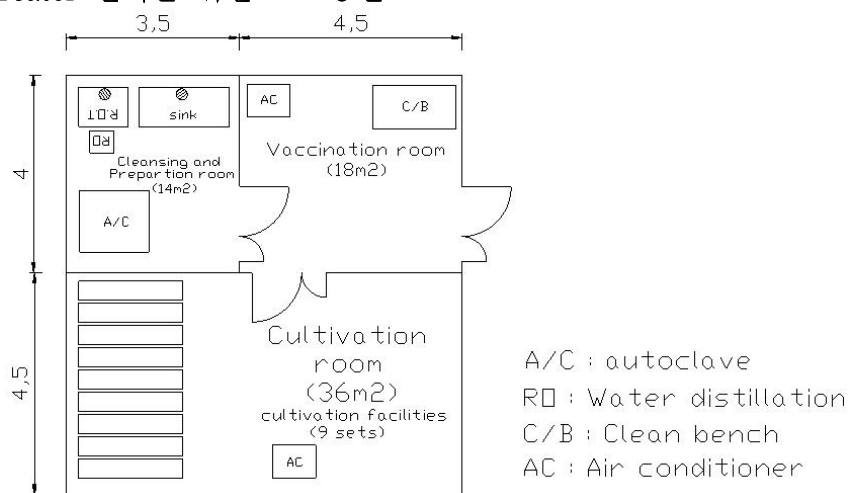 3,5
4,5
4
4,5
R.O.T
sink
RO
Cleansing and
Prepartion room
(14m2)
A/C
AC
C/B
Vaccination room
(18m2)
Cultivation
room
(36m2)
cultivation facilities
(9 sets)
AC
A/C : autoclave
RO : Water distillation
C/B : Clean bench
AC : Air conditioner